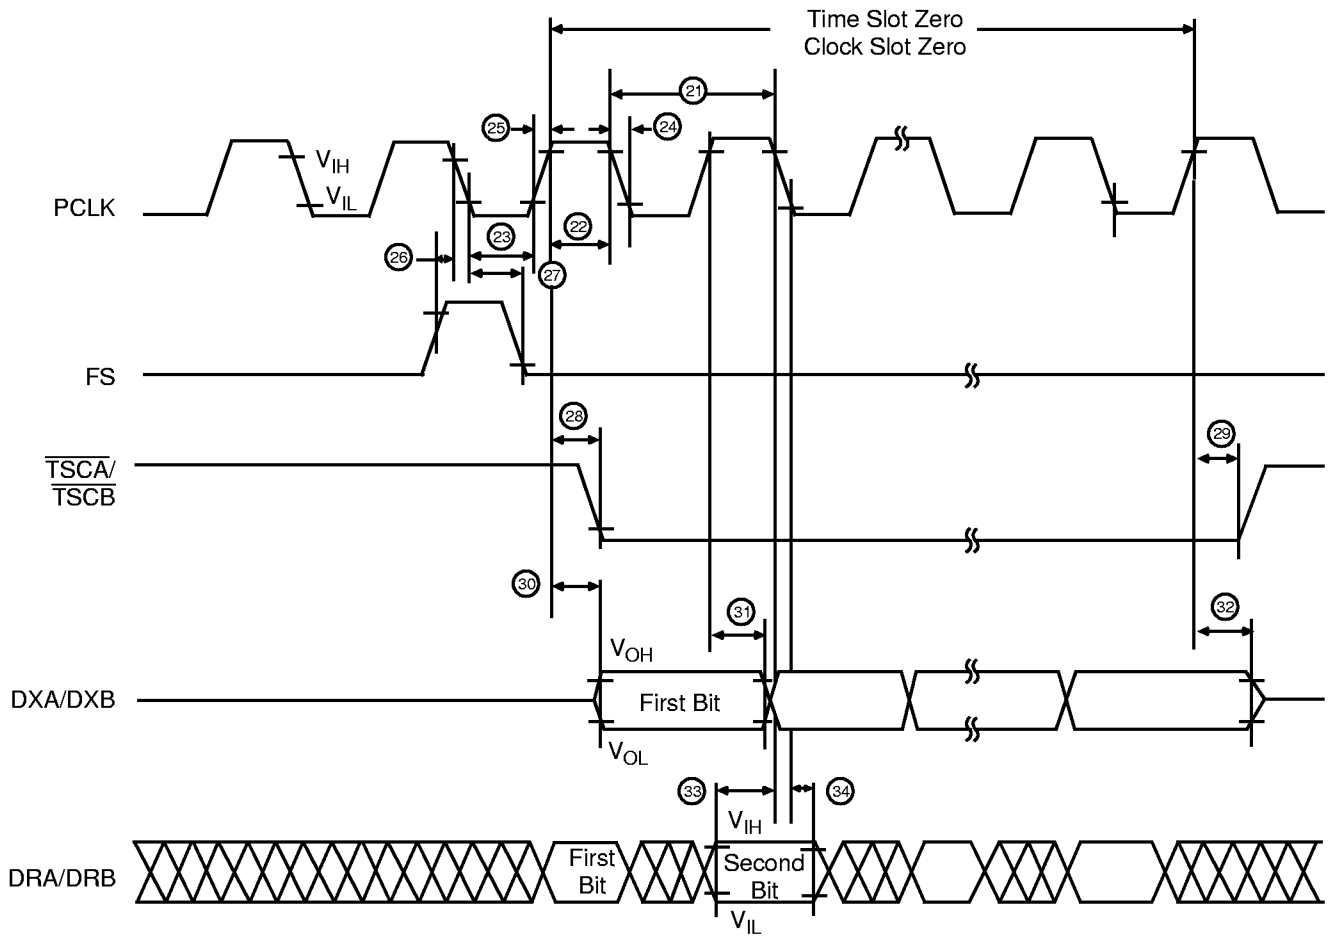 Time Slot Zero
Clock Slot Zero
21
25
24
V_IH
V_IL
PCLK
26
23
22
27
FS
28
29
TSCA/
TSCB
30
31
32
V_OH
DXA/DXB
First Bit
V_OL
33
34
V_IH
DRA/DRB
First
Bit
Second
Bit
V_IL